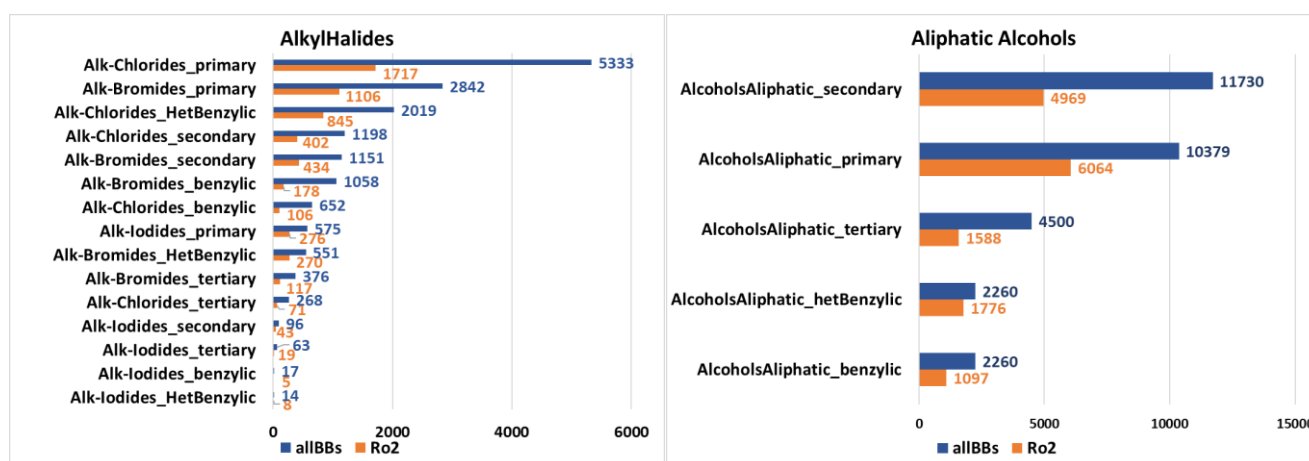 AlkylHalides
Alk-Chlorides_primary 5333
1717
Alk-Bromides_primary 2842
1106
Alk-Chlorides_HetBenzylic 2019
845
Alk-Chlorides_secondary 1198
402
Alk-Bromides_secondary 1151
434
Alk-Bromides_benzylic 1058
178
Alk-Chlorides_benzylic 652
106
Alk-Iodides_primary 575
276
Alk-Bromides_HetBenzylic 551
270
Alk-Bromides_tertiary 376
117
Alk-Chlorides_tertiary 268
71
Alk-Iodides_secondary 96
43
Alk-Iodides_tertiary 63
19
Alk-Iodides_benzylic 17
5
Alk-Iodides_HetBenzylic 14
8
0 2000 4000 6000
allBBs Ro2
Aliphatic Alcohols
AlcoholsAliphatic_secondary 11730
4969
AlcoholsAliphatic_primary 10379
6064
AlcoholsAliphatic_tertiary 4500
1588
AlcoholsAliphatic_hetBenzylic 2260
1776
AlcoholsAliphatic_benzylic 2260
1097
0 5000 10000 15000
allBBs Ro2